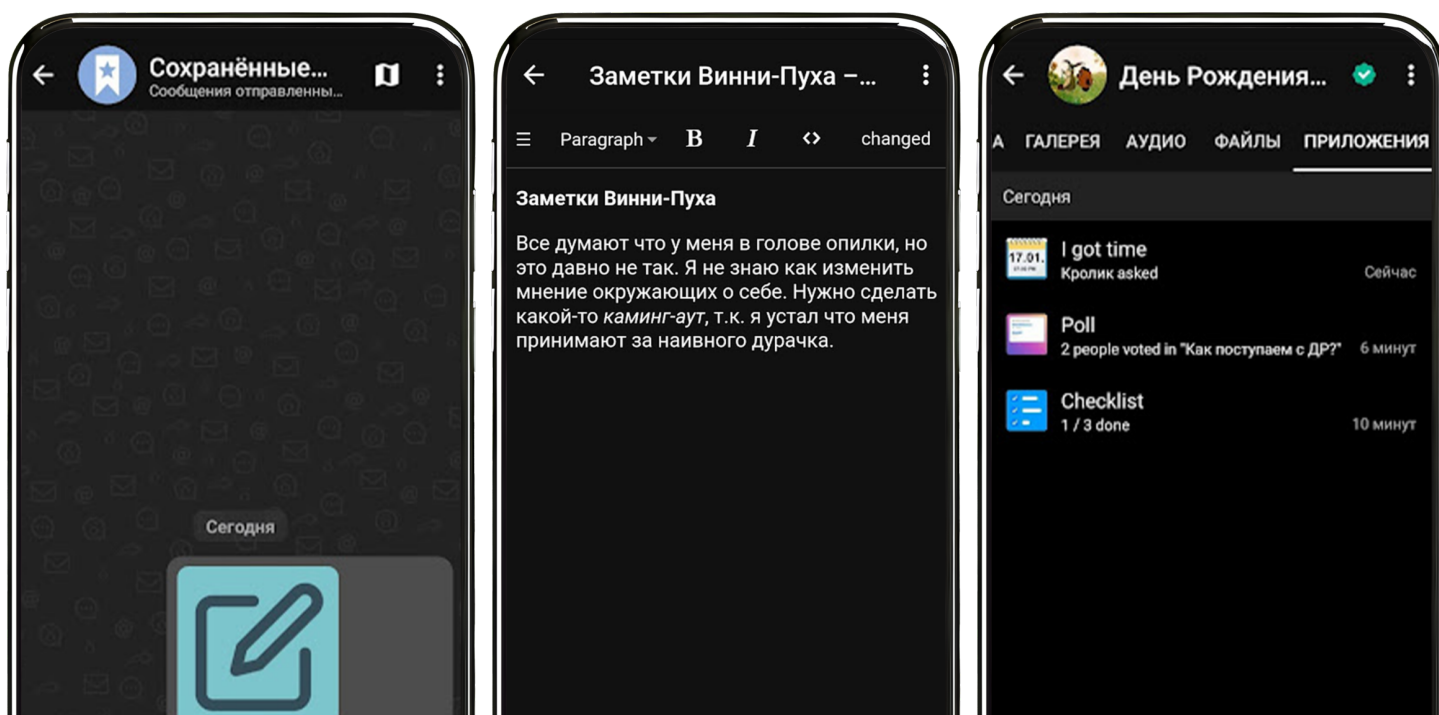 Сохранённые...
Сообщения отправленны...
Сегодня
Заметки Винни-Пуха –...
Paragraph
B
I
<>
changed
Заметки Винни-Пуха
Все думают что у меня в голове опилки, но
это давно не так. Я не знаю как изменить
мнение окружающих о себе. Нужно сделать
какой-то каминг-аут, т.к. я устал что меня
принимают за наивного дурачка.
День Рождения...
А ГАЛЕРЕЯ АУДИО ФАЙЛЫ ПРИЛОЖЕНИЯ
Сегодня
17.01.
I got time
Кролик asked
Сейчас
Poll
2 people voted in "Как поступаем с ДР?"
6 минут
Checklist
1 / 3 done
10 минут